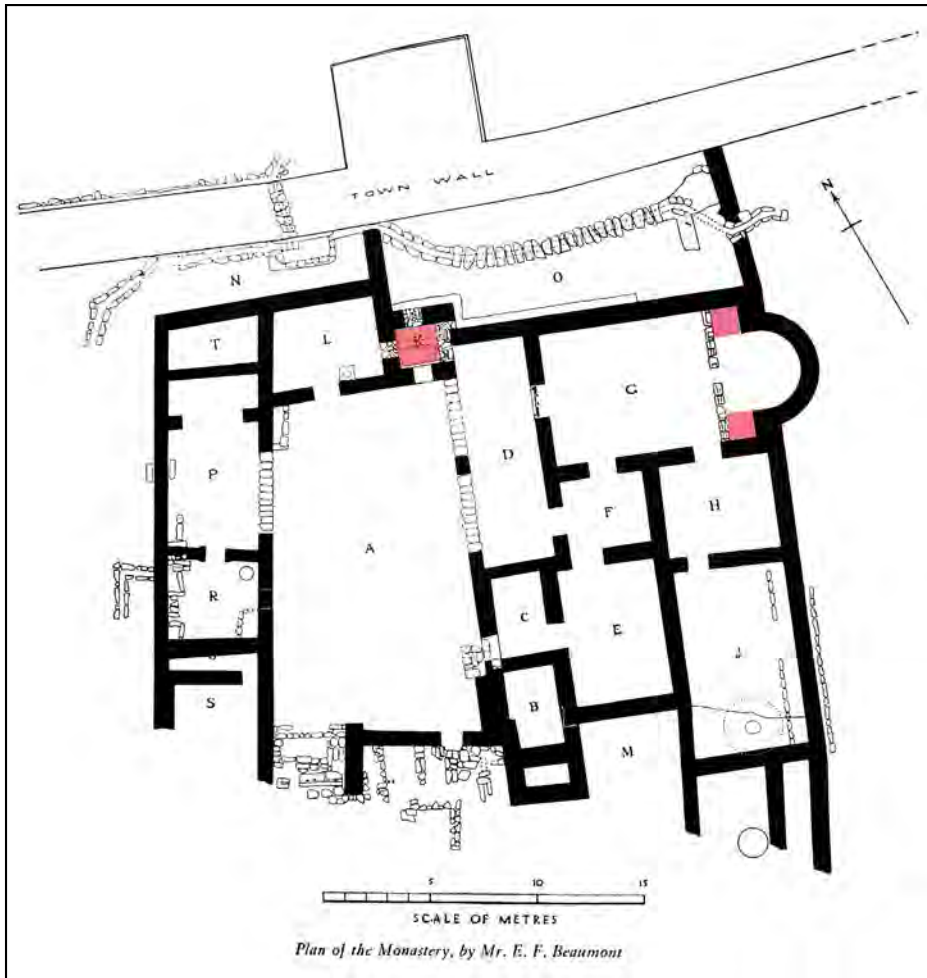 TOWN WALL
N
N
O
T
L
K
G
D
P
F
H
A
R
C
E
J
S
B
M
5 10 15
SCALE OF METRES
Plan of the Monastery, by Mr. E. F. Beaumont